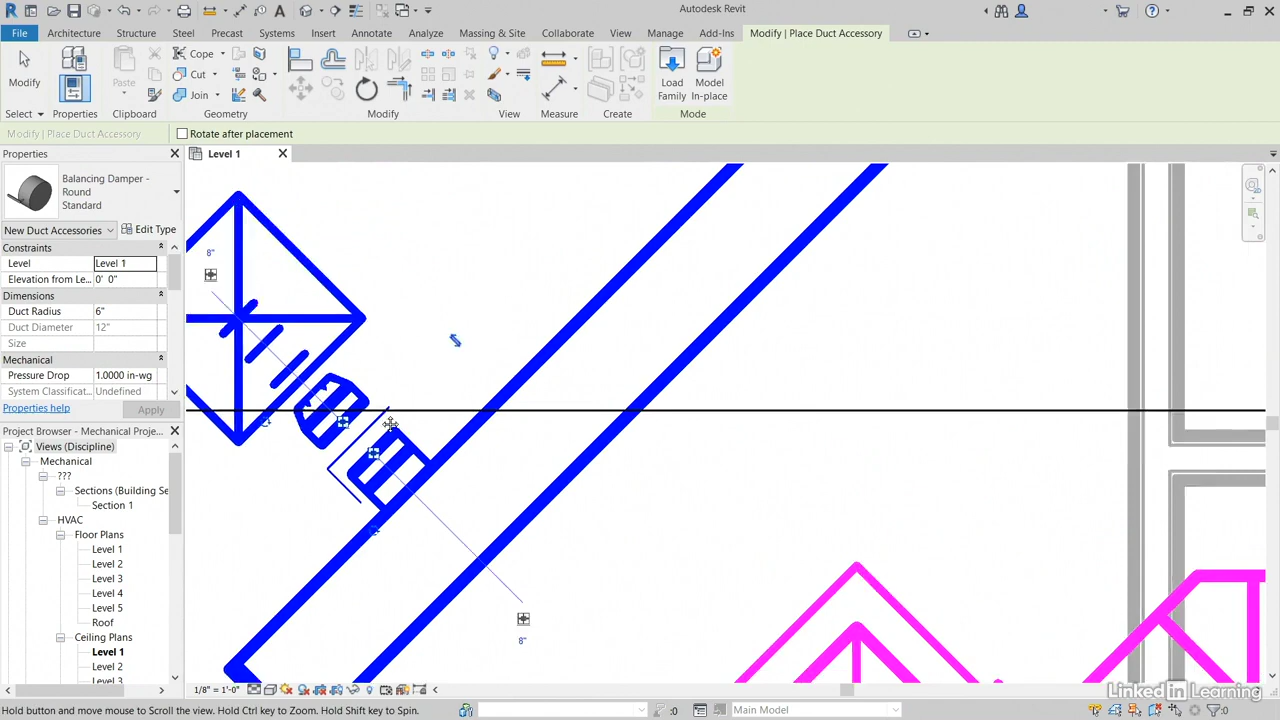 Autodesk Revit
File Architecture Structure Steel Precast Systems Insert Annotate Analyze Massing & Site Collaborate View Manage Add-Ins Modify | Place Duct Accessory
Modify Paste Cope Cut Join Load Family Model In-place
Select Properties Clipboard Geometry Modify View Measure Create Mode
Modify | Place Duct Accessory Rotate after placement
Properties
Level 1
Balancing Damper -
Round
Standard
New Duct Accessories Edit Type
Constraints
Level Level 1
Elevation from Le... 0' 0"
Dimensions
Duct Radius 6"
Duct Diameter 12"
Size
Mechanical
Pressure Drop 1.0000 in-wg
System Classificat... Undefined
Properties help Apply
Project Browser - Mechanical Proje...
Views (Discipline)
Mechanical
???
Sections (Building Se
Section 1
HVAC
Floor Plans
Level 1
Level 2
Level 3
Level 4
Level 5
Roof
Ceiling Plans
Level 1
Level 2
Level 3
8"
8"
1/8" = 1'-0"
Linked in Learning
Hold button and move mouse to Scroll the view. Hold Ctrl key to Zoom. Hold Shift key to Spin. :0 Main Model :0